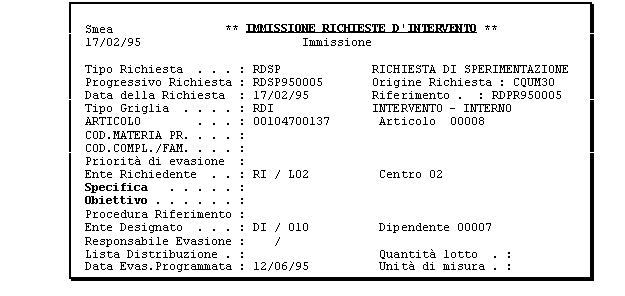 Smea ** IMMISSIONE RICHIESTE D'INTERVENTO **
17/02/95 Immissione
Tipo Richiesta . . . : RDSP RICHIESTA DI SPERIMENTAZIONE
Progressivo Richiesta : RDSP950005 Origine Richiesta : CQUM30
Data della Richiesta : 17/02/95 Riferimento . : RDPR950005
Tipo Griglia . . . . : RDI INTERVENTO - INTERNO
ARTICOLO . . . : 00104700137 Articolo 00008
COD.MATERIA PR. . . . :
COD.COMPL./FAM. . . . :
Priorità di evasione :
Ente Richiedente . . : RI / L02 Centro 02
Specifica . . . . . :
Obiettivo . . . . . . :
Procedura Riferimento :
Ente Designato . . . : DI / 010 Dipendente 00007
Responsabile Evasione : /
Lista Distribuzione . : Quantità lotto . :
Data Evas.Programmata : 12/06/95 Unità di misura . :